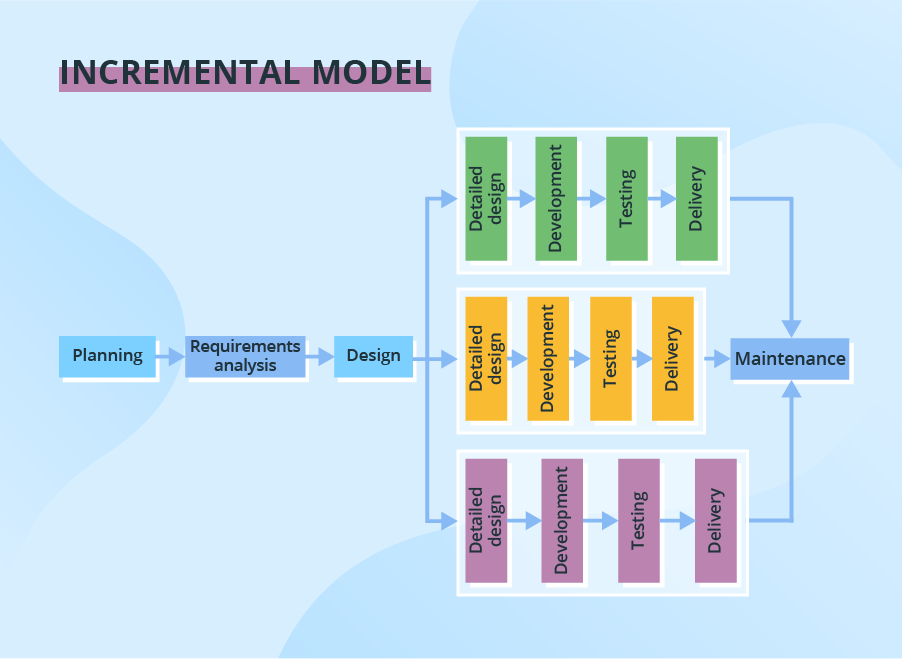 INCREMENTAL MODEL
Planning
Requirements
analysis
Design
Detailed
design
Development
Testing
Delivery
Detailed
design
Development
Testing
Delivery
Detailed
design
Development
Testing
Delivery
Maintenance